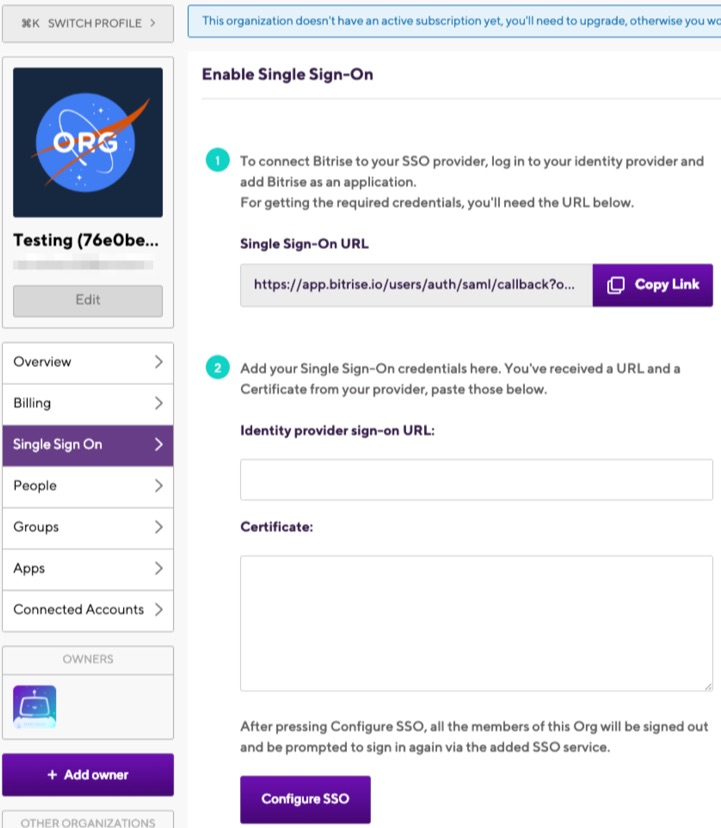 ⌘K SWITCH PROFILE
This organization doesn't have an active subscription yet, you'll need to upgrade, otherwise you
Enable Single Sign-On
ORG
Testing (76e0be...
Edit
Overview
Billing
Single Sign On
People
Groups
Apps
Connected Accounts
OWNERS
+ Add owner
OTHER ORGANIZATIONS
1
To connect Bitrise to your SSO provider, log in to your identity provider and
add Bitrise as an application.
For getting the required credentials, you'll need the URL below.
Single Sign-On URL
https://app.bitrise.io/users/auth/saml/callback?o...
Copy Link
2
Add your Single Sign-On credentials here. You've received a URL and a
Certificate from your provider, paste those below.
Identity provider sign-on URL:
Certificate:
After pressing Configure SSO, all the members of this Org will be signed out
and be prompted to sign in again via the added SSO service.
Configure SSO